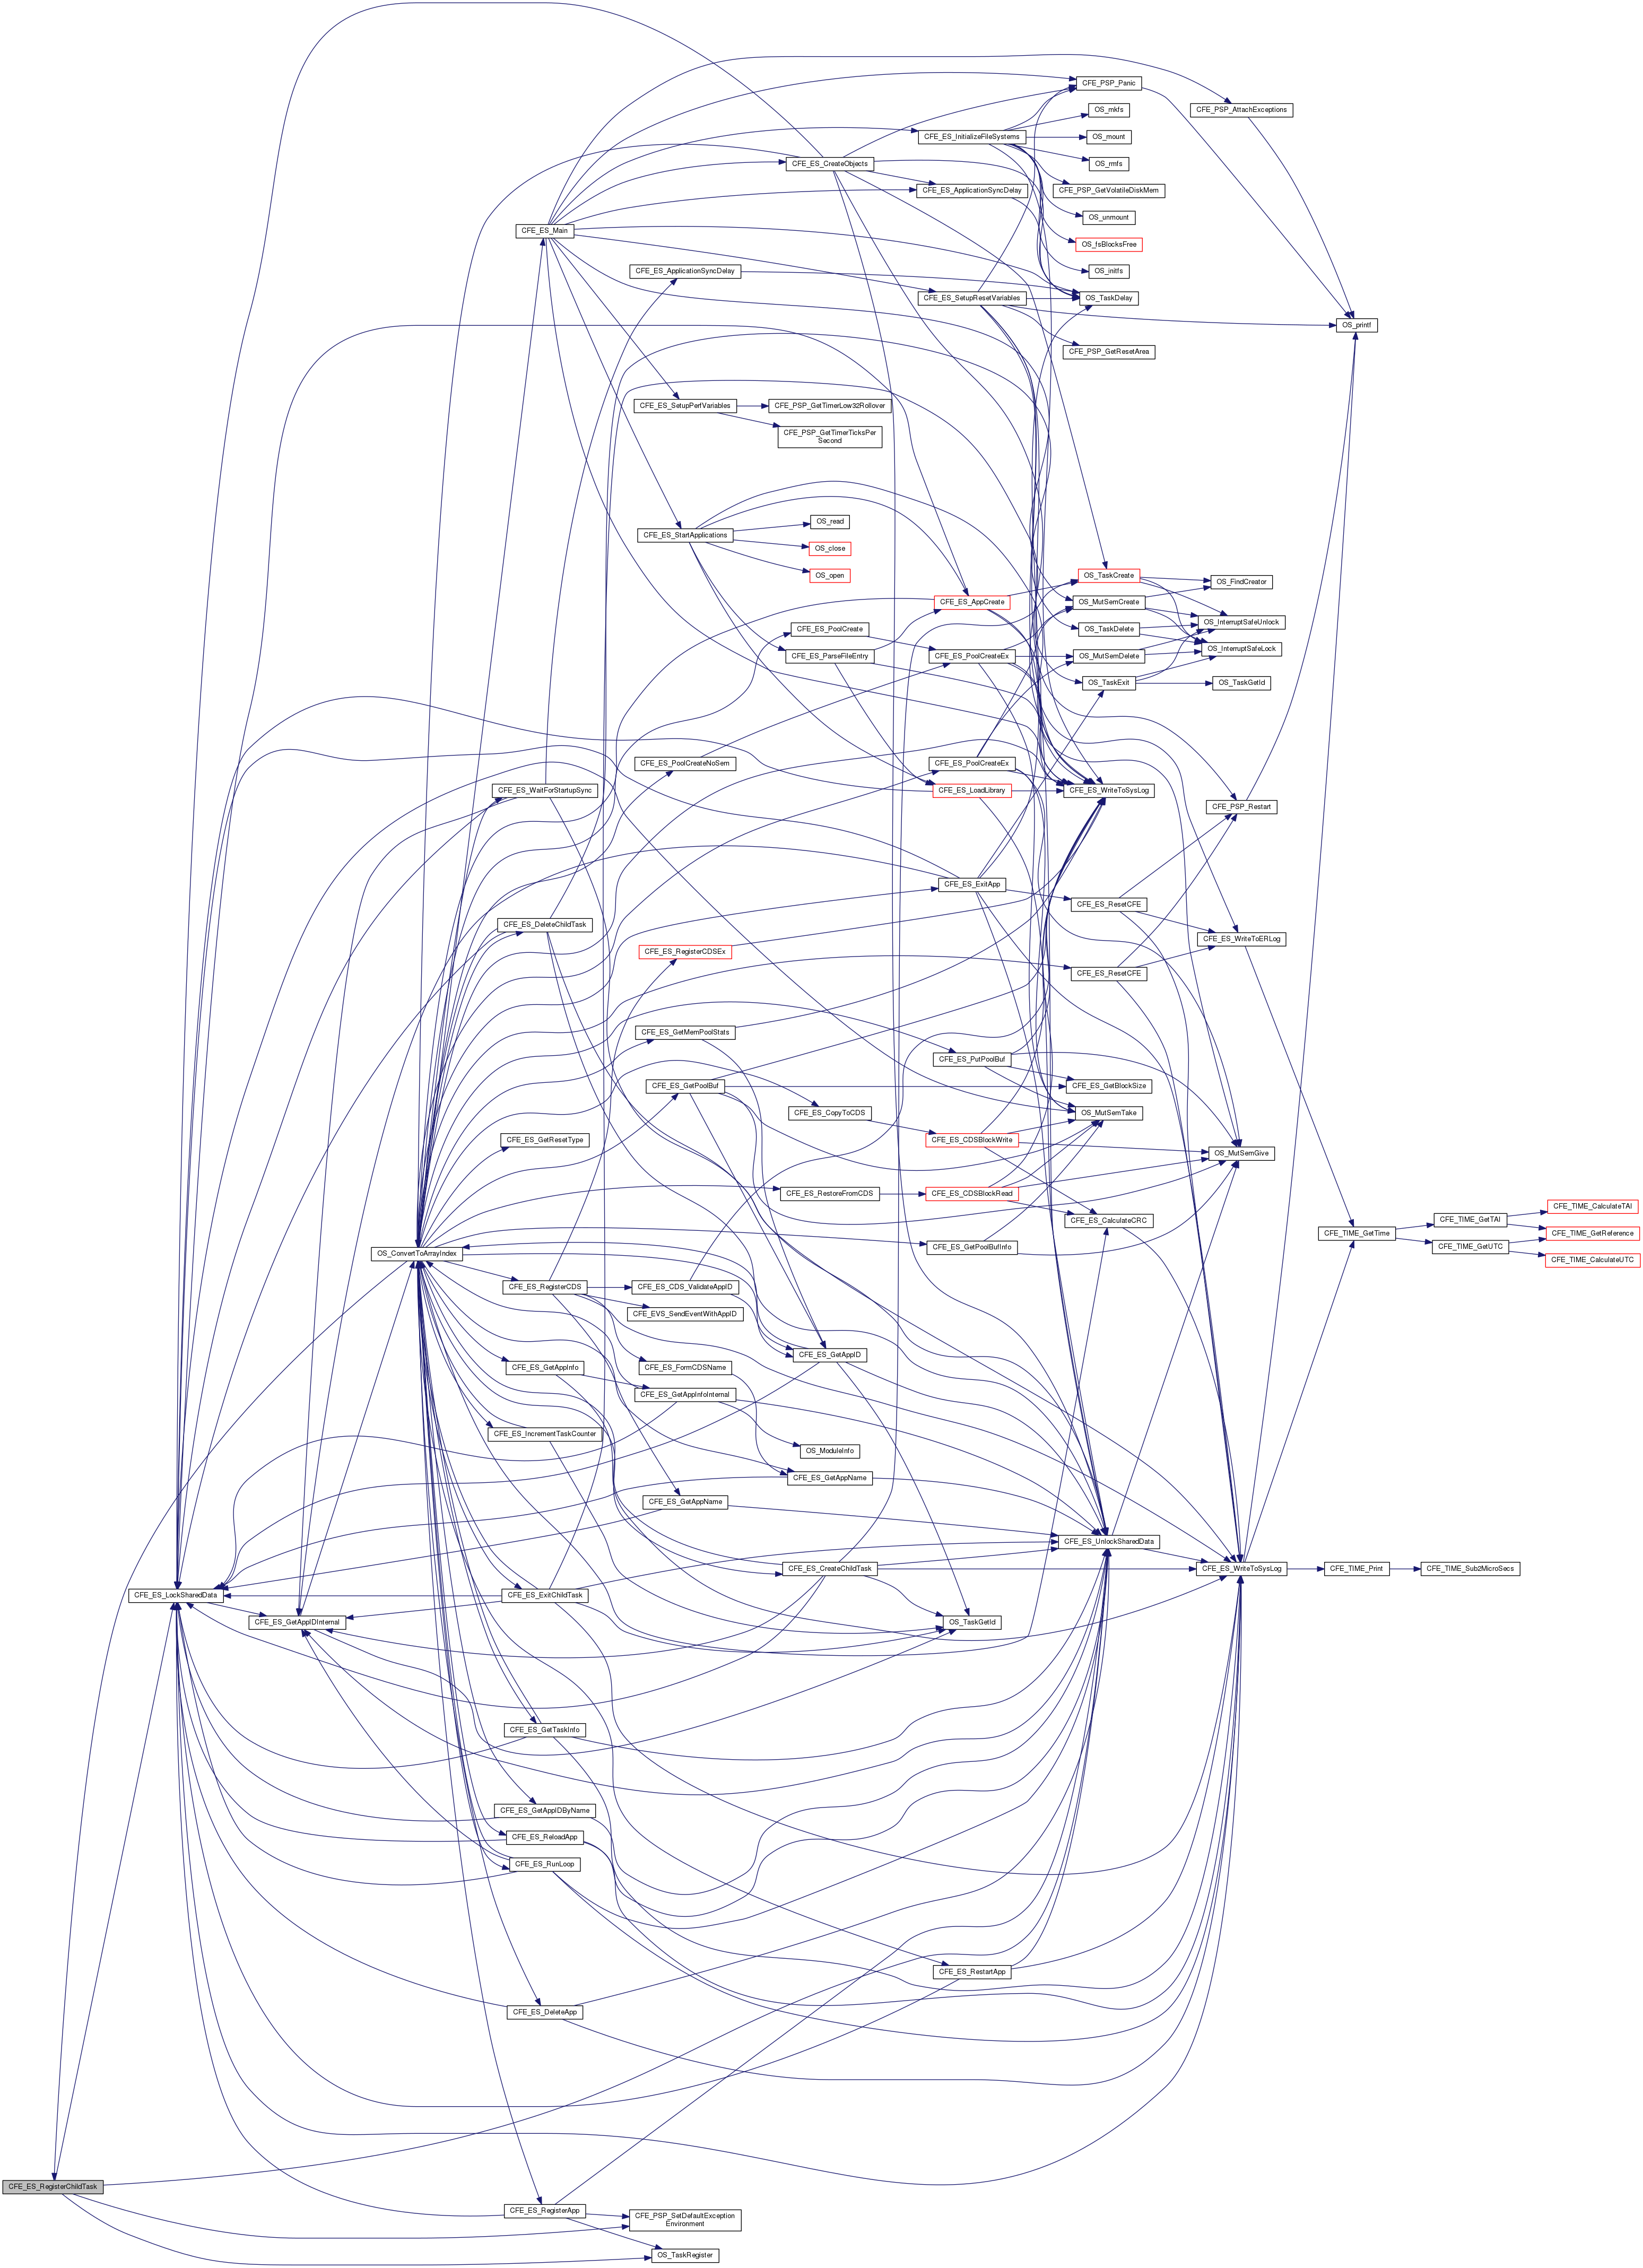 CFE_PSP_Panic
OS_mkfs
CFE_PSP_AttachExceptions
CFE_ES_InitializeFileSystems
OS_mount
CFE_ES_CreateObjects
OS_rmfs
CFE_ES_ApplicationSyncDelay
CFE_PSP_GetVolatileDiskMem
OS_unmount
CFE_ES_Main
OS_fsBlocksFree
CFE_ES_ApplicationSyncDelay
OS_initfs
CFE_ES_SetupResetVariables
OS_TaskDelay
OS_printf
CFE_PSP_GetResetArea
CFE_ES_SetupPerfVariables
CFE_PSP_GetTimerLow32Rollover
CFE_PSP_GetTimerTicksPer
Second
OS_read
CFE_ES_StartApplications
OS_close
OS_open
OS_TaskCreate
OS_FindCreator
CFE_ES_AppCreate
OS_MutSemCreate
OS_InterruptSafeUnlock
CFE_ES_PoolCreate
OS_TaskDelete
OS_InterruptSafeLock
CFE_ES_ParseFileEntry
CFE_ES_PoolCreateEx
OS_MutSemDelete
OS_TaskExit
OS_TaskGetId
CFE_ES_PoolCreateNoSem
CFE_ES_PoolCreateEx
CFE_ES_WaitForStartupSync
CFE_ES_LoadLibrary
CFE_ES_WriteToSysLog
CFE_PSP_Restart
CFE_ES_ExitApp
CFE_ES_ResetCFE
CFE_ES_DeleteChildTask
CFE_ES_WriteToERLog
CFE_ES_RegisterCDSEx
CFE_ES_ResetCFE
CFE_ES_GetMemPoolStats
CFE_ES_PutPoolBuf
CFE_ES_GetPoolBuf
CFE_ES_GetBlockSize
CFE_ES_CopyToCDS
OS_MutSemTake
CFE_ES_GetResetType
CFE_ES_CDSBlockWrite
OS_MutSemGive
CFE_ES_RestoreFromCDS
CFE_ES_CDSBlockRead
CFE_TIME_CalculateTAI
CFE_ES_CalculateCRC
CFE_TIME_GetTAI
CFE_TIME_GetTime
CFE_TIME_GetReference
OS_ConvertToArrayIndex
CFE_ES_GetPoolBufInfo
CFE_TIME_GetUTC
CFE_TIME_CalculateUTC
CFE_ES_RegisterCDS
CFE_ES_CDS_ValidateAppID
CFE_EVS_SendEventWithAppID
CFE_ES_GetAppID
CFE_ES_GetAppInfo
CFE_ES_FormCDSName
CFE_ES_GetAppInfoInternal
CFE_ES_IncrementTaskCounter
OS_ModuleInfo
CFE_ES_GetAppName
CFE_ES_GetAppName
CFE_ES_UnlockSharedData
CFE_ES_CreateChildTask
CFE_ES_WriteToSysLog
CFE_TIME_Print
CFE_TIME_Sub2MicroSecs
CFE_ES_LockSharedData
CFE_ES_ExitChildTask
CFE_ES_GetAppIDInternal
OS_TaskGetId
CFE_ES_GetTaskInfo
CFE_ES_GetAppIDByName
CFE_ES_ReloadApp
CFE_ES_RunLoop
CFE_ES_RestartApp
CFE_ES_DeleteApp
CFE_ES_RegisterChildTask
CFE_ES_RegisterApp
CFE_PSP_SetDefaultException
Environment
OS_TaskRegister